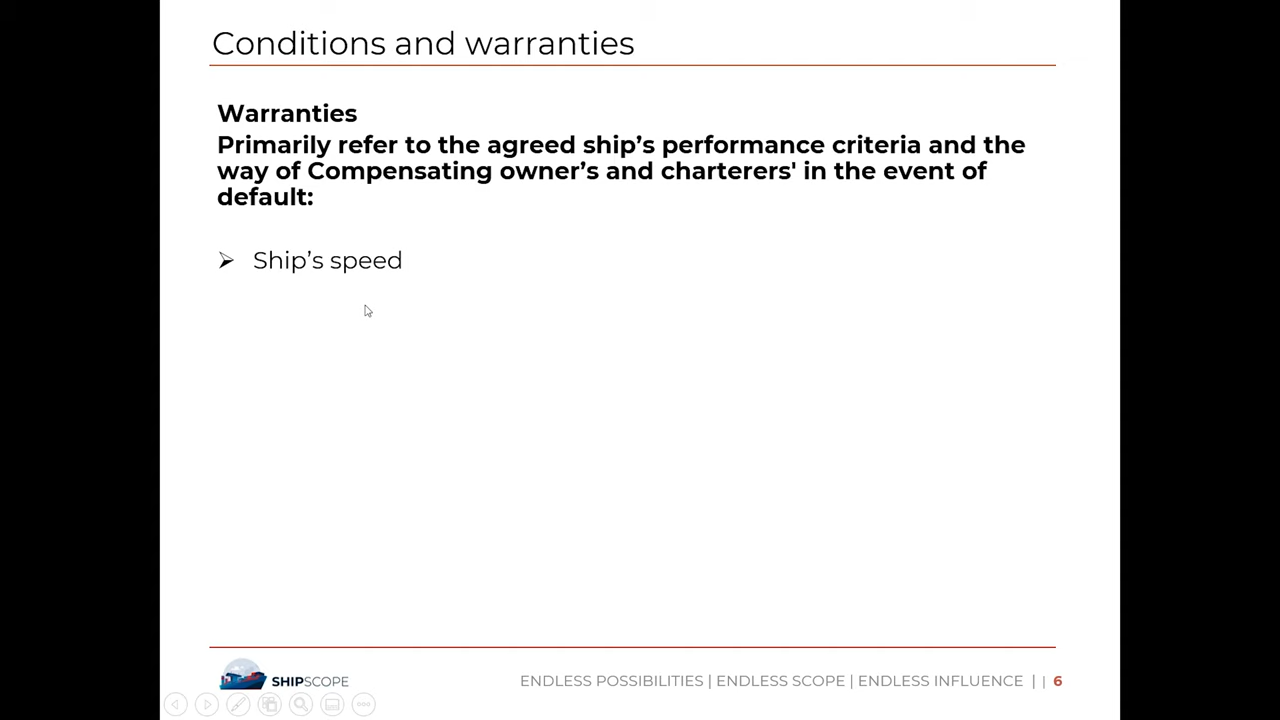 Conditions and warranties
Warranties
Primarily refer to the agreed ship’s performance criteria and the
way of Compensating owner’s and charterers' in the event of
default:
➢ Ship’s speed
SHIPSCOPE
ENDLESS POSSIBILITIES | ENDLESS SCOPE | ENDLESS INFLUENCE | | 6